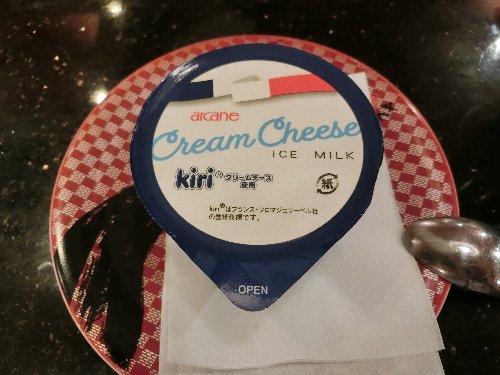 arcane
Cream Cheese
ICE MILK
kiri® クリームチーズ
使用
紙
kiri®はフランス・フロマジェリーベル社
の登録商標です。
OPEN